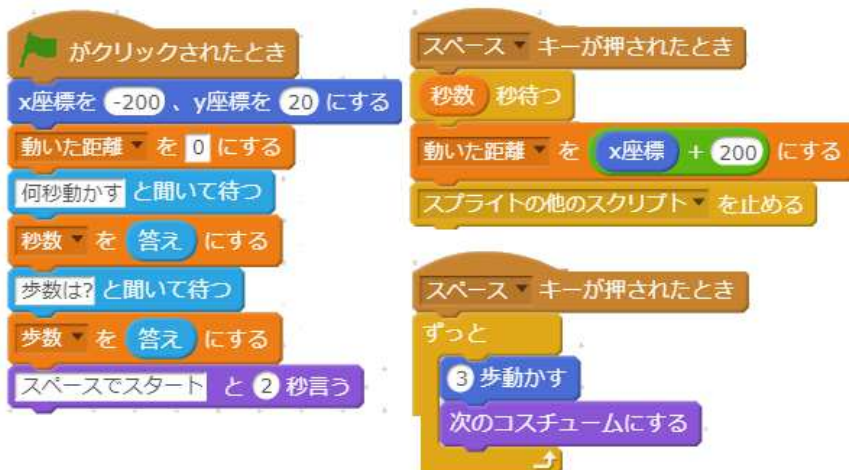 がクリックされたとき
x座標を -200 、y座標を 20 にする
動いた距離 を 0 にする
何秒動かす と聞いて待つ
秒数 を 答え にする
歩数は? と聞いて待つ
歩数 を 答え にする
スペースでスタート と 2 秒言う
スペース キーが押されたとき
秒数 秒待つ
動いた距離 を x座標 + 200 にする
スプライトの他のスクリプト を止める
スペース キーが押されたとき
ずっと
3 歩動かす
次のコスチュームにする